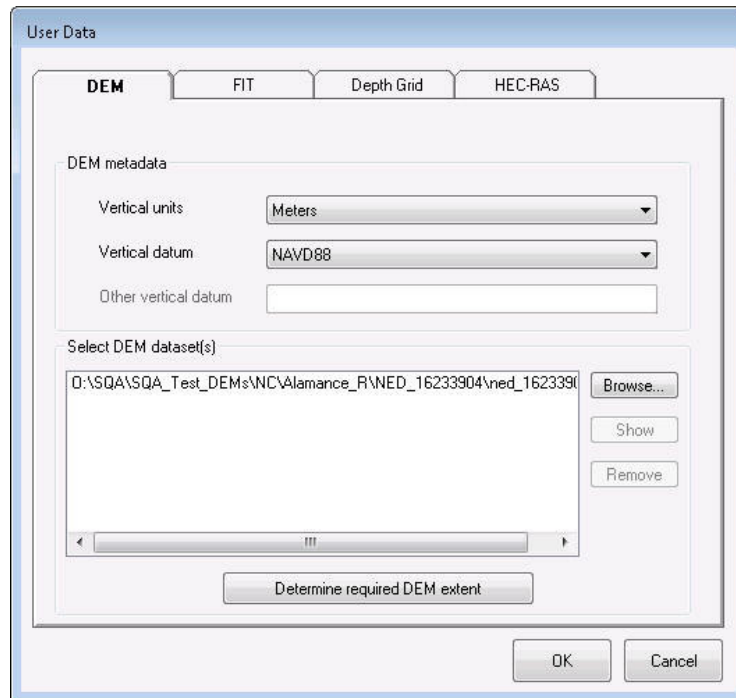 User Data
DEM FIT Depth Grid HEC-RAS
DEM metadata
Vertical units Meters
Vertical datum NAVD88
Other vertical datum
Select DEM dataset(s)
O:\SQA\SQA_Test_DEMs\NC\Alamance_R\NED_16233904\ned_1623390
Browse...
Show
Remove
Determine required DEM extent
OK Cancel